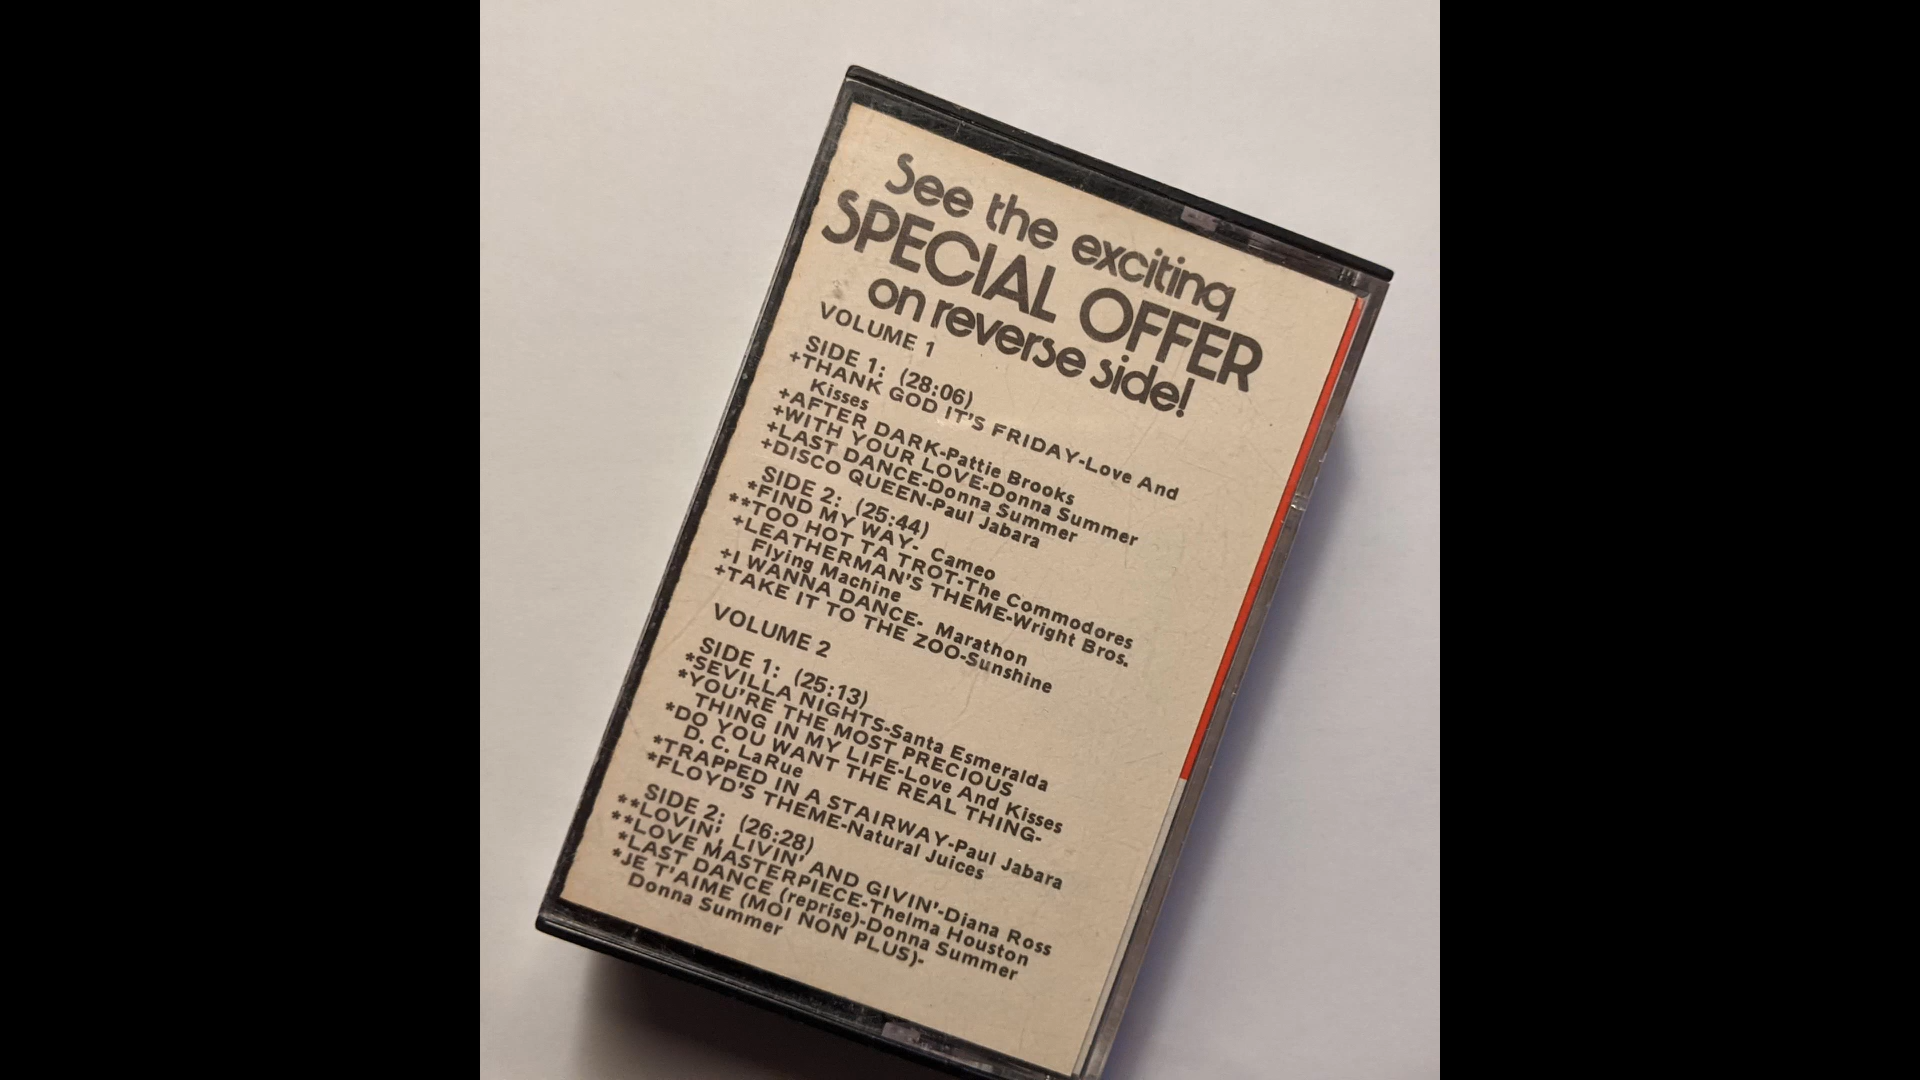 See the exciting
SPECIAL OFFER
on reverse side!
VOLUME 1
SIDE 1: (28:06)
+THANK GOD IT'S FRIDAY-Love And
Kisses
+AFTER DARK-Pattie Brooks
+WITH YOUR LOVE-Donna Summer
+LAST DANCE-Donna Summer
+DISCO QUEEN-Paul Jabara
SIDE 2: (25:44)
*FIND MY WAY- Cameo
**TOO HOT TA TROT-The Commodores
+LEATHERMAN'S THEME-Wright Bros.
Flying Machine
+I WANNA DANCE- Marathon
+TAKE IT TO THE ZOO-Sunshine
VOLUME 2
SIDE 1: (25:13)
*SEVILLA NIGHTS-Santa Esmeralda
*YOU'RE THE MOST PRECIOUS
THING IN MY LIFE-Love And Kisses
*DO YOU WANT THE REAL THING-
D. C. LaRue
*TRAPPED IN A STAIRWAY-Paul Jabara
*FLOYD'S THEME-Natural Juices
SIDE 2: (26:28)
**LOVIN', LIVIN' AND GIVIN'-Diana Ross
**LOVE MASTERPIECE-Thelma Houston
*LAST DANCE (reprise)-Donna Summer
*JE T'AIME (MOI NON PLUS)-
Donna Summer